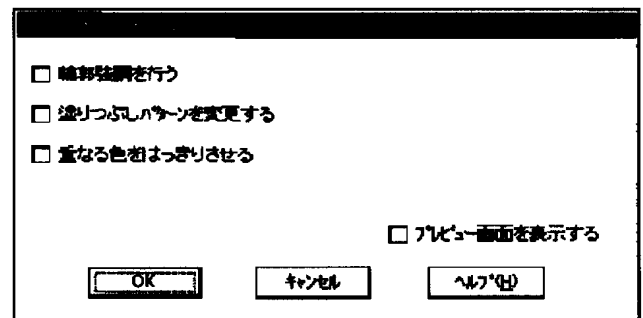 輪郭強調を行う
塗りつぶしパターンを変更する
重なる色をはっきりさせる
プレビュー画面を表示する
OK キャンセル ヘルプ(H)